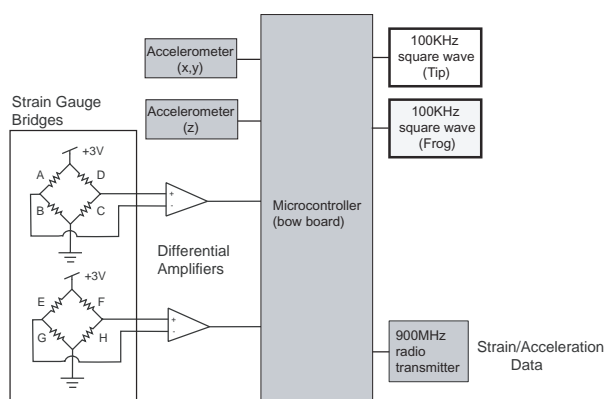 Accelerometer
(x,y)
100KHz
square wave
(Tip)
Strain Gauge
Bridges
Accelerometer
(z)
100KHz
square wave
(Frog)
+3V
A
D
B
C
+
-
Microcontroller
(bow board)
Differential
Amplifiers
+3V
E
F
G
H
+
-
900MHz
radio
transmitter
Strain/Acceleration
Data